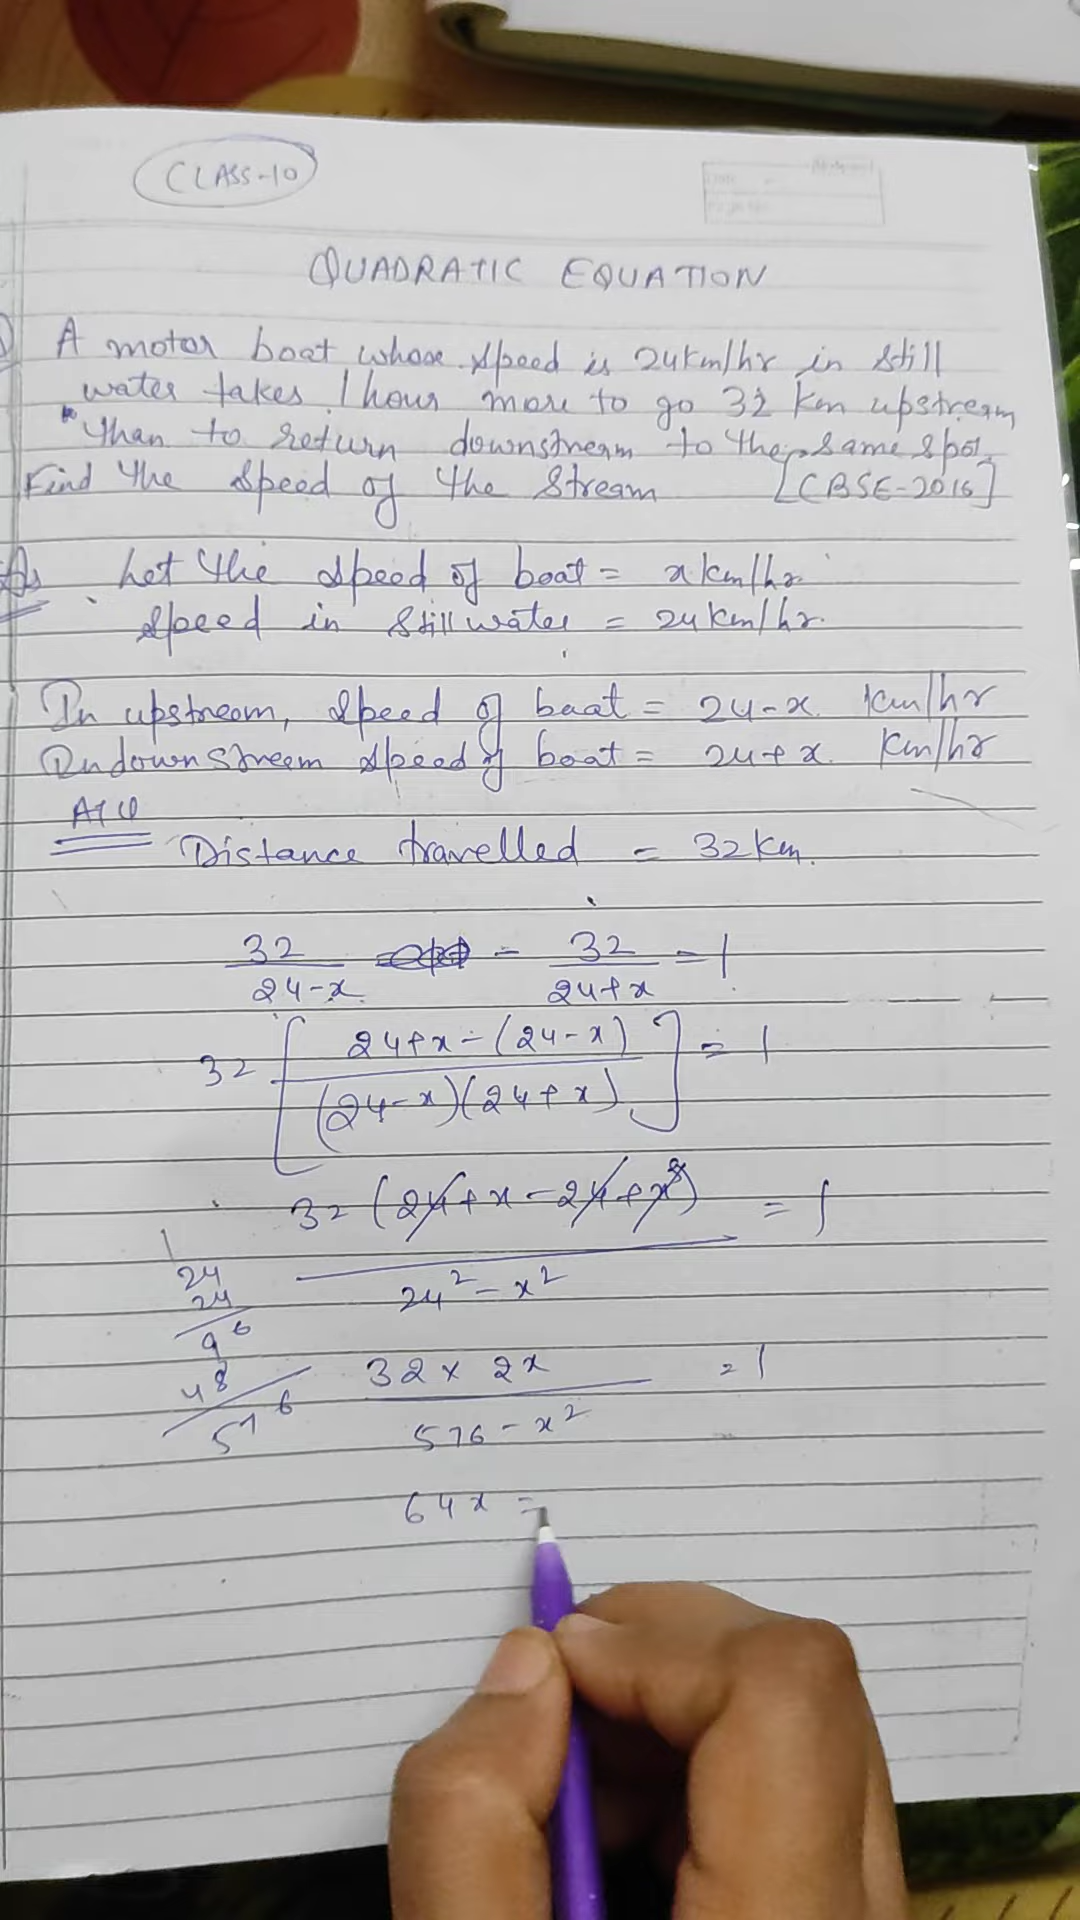 CLASS-10
QUADRATIC EQUATION
A motor boat whose speed is 24km/hr in still
water takes 1 hour more to go 32 km upstream
than to return downstream to the same spot.
Find the speed of the stream [CBSE-2016]
Let the speed of boat = x km/hr.
Speed in still water = 24 km/hr.
In upstream, speed of boat = 24-x. km/hr
In downstream speed of boat = 24+x. km/hr
ATQ
Distance travelled = 32 km.
32/(24-x) - 32/(24+x) = 1
32 [ (24+x-(24-x)) / ((24-x)(24+x)) ] = 1
32 (24+x-24+x) / (24²-x²) = 1
24
24
96
48
576
32 x 2x / (576-x²) = 1
64x =